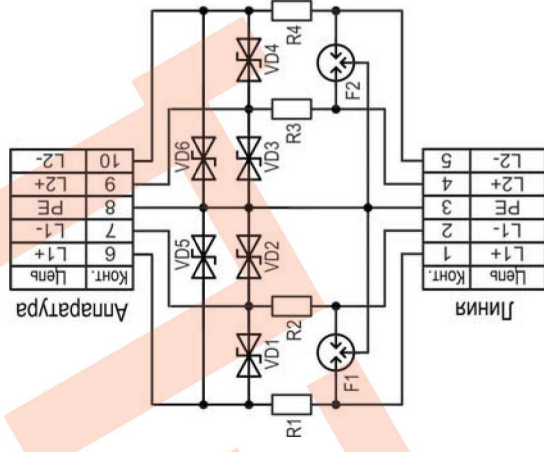 Аппаратура
Конт. Цепь
6 L1+
7 L1-
8 PE
9 L2+
10 L2-
VD5
VD6
VD1
VD2
VD3
VD4
R1
R2
R3
R4
F1
F2
Линия
Цепь Конт.
L1+ 1
L1- 2
PE 3
L2+ 4
L2- 5